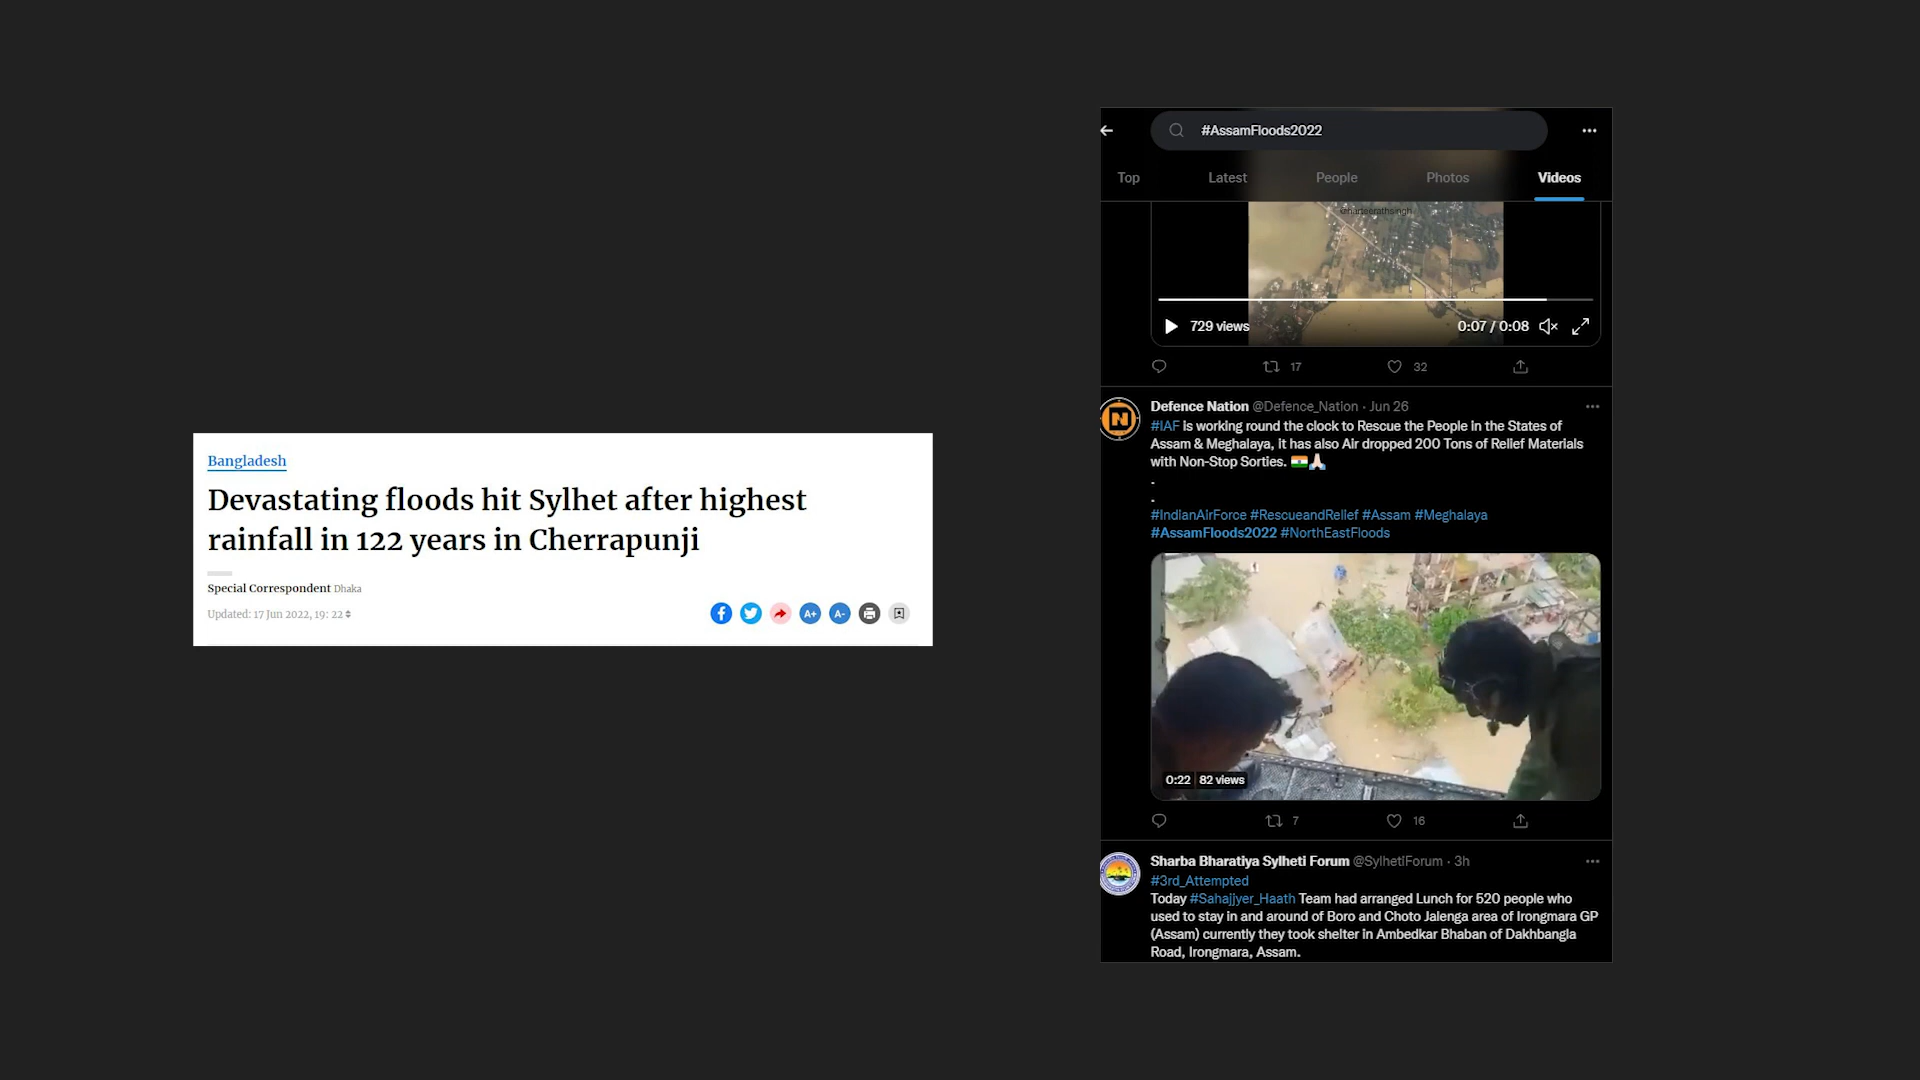 Bangladesh
Devastating floods hit Sylhet after highest
rainfall in 122 years in Cherrapunji
Special Correspondent Dhaka
Updated: 17 Jun 2022, 19: 22
A+ A-
#AssamFloods2022
Top Latest People Photos Videos
729 views 0:07 / 0:08
17 32
Defence Nation @Defence_Nation · Jun 26
#IAF is working round the clock to Rescue the People in the States of
Assam & Meghalaya, it has also Air dropped 200 Tons of Relief Materials
with Non-Stop Sorties. 🇮🇳🙏🏻
.
.
#IndianAirForce #RescueandRelief #Assam #Meghalaya
#AssamFloods2022 #NorthEastFloods
0:22 82 views
7 16
Sharba Bharatiya Sylheti Forum @SylhetiForum · 3h
#3rd_Attempted
Today #Sahajjyer_Haath Team had arranged Lunch for 520 people who
used to stay in and around of Boro and Choto Jalenga area of Irongmara GP
(Assam) currently they took shelter in Ambedkar Bhaban of Dakhbangla
Road, Irongmara, Assam.